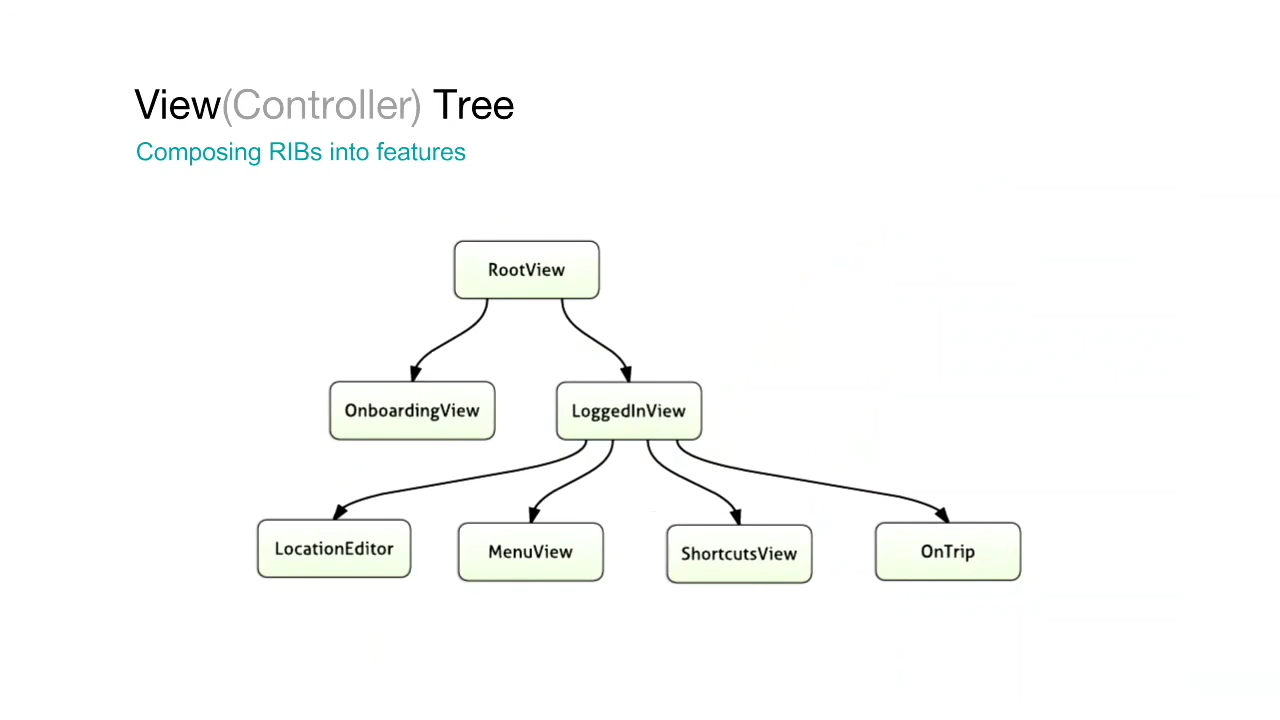 View(Controller) Tree
Composing RIBs into features
RootView
OnboardingView
LoggedInView
LocationEditor
MenuView
ShortcutsView
OnTrip